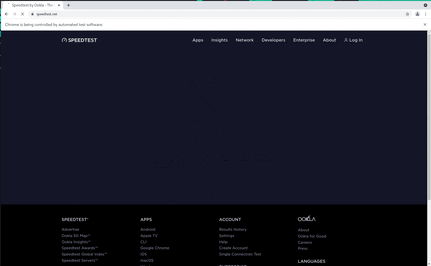 Speedtest by Ookla - The
speedtest.net
Chrome is being controlled by automated test software.
SPEEDTEST
Apps Insights Network Developers Enterprise About Log In
SPEEDTEST®
Advertise
Ookla 5G Map™
Ookla Insights™
Speedtest Awards™
Speedtest Global Index™
Speedtest Servers™
APPS
Android
Apple TV®
CLI
Google Chrome
iOS
macOS
ACCOUNT
Results History
Settings
Help
Create Account
Single Connection Test
OOKLA
About
Ookla for Good
Careers
Press
LANGUAGES